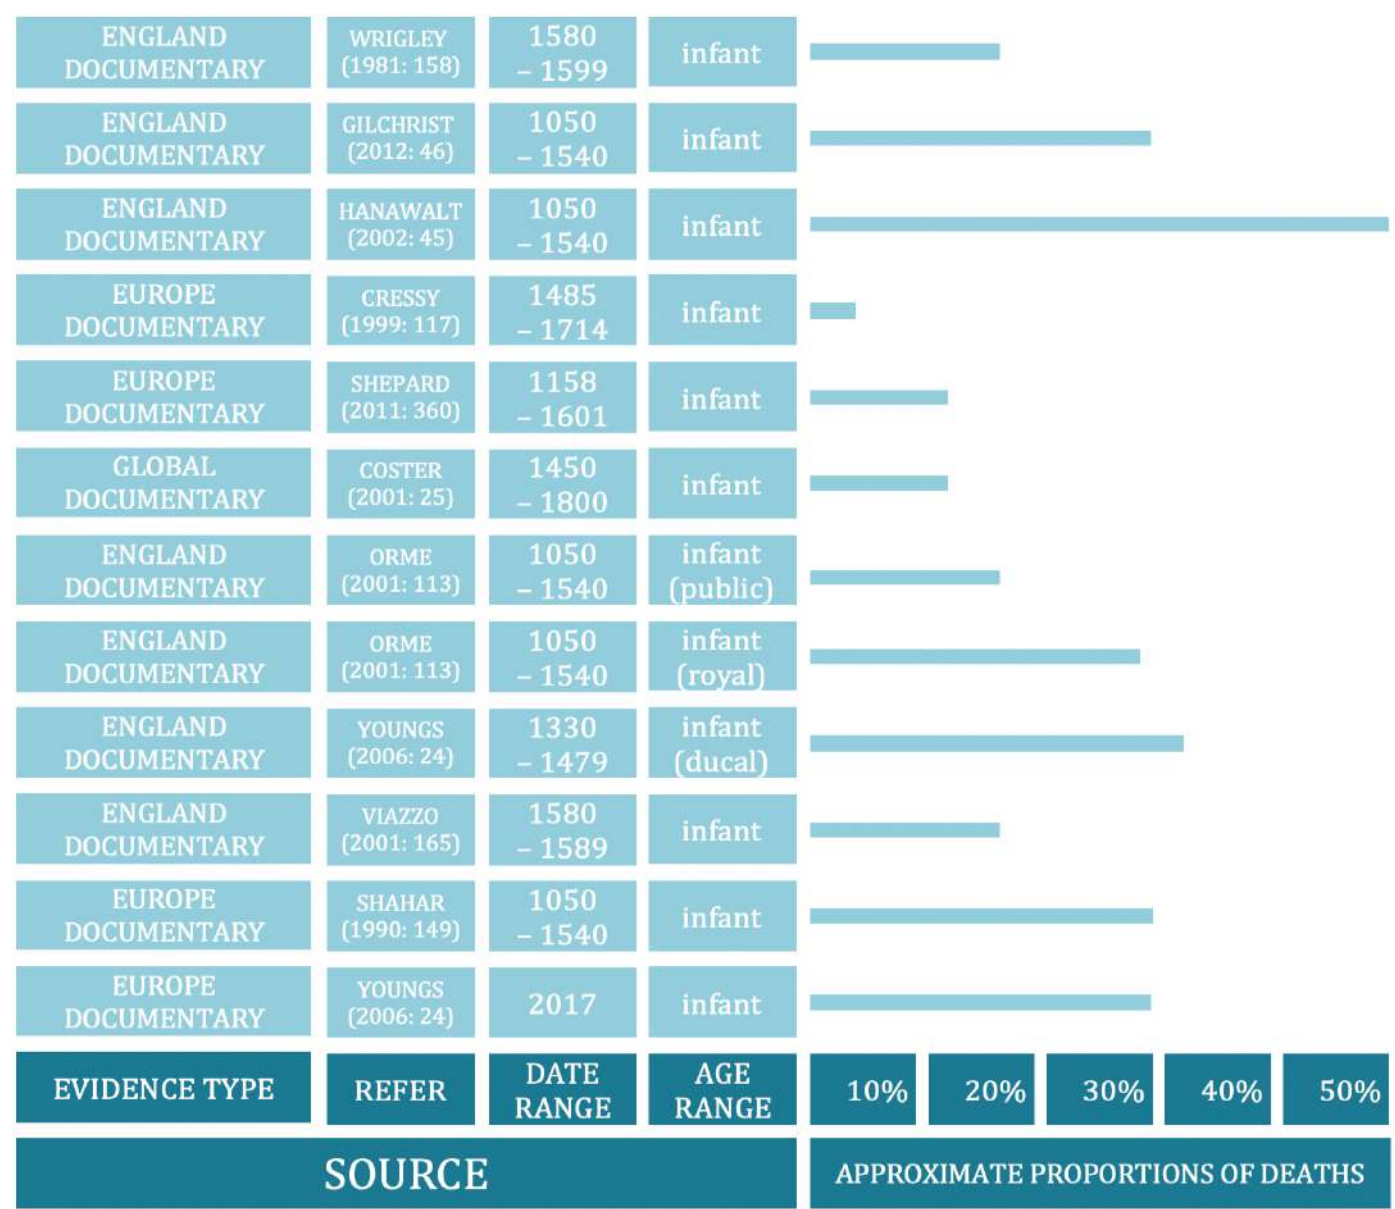 ENGLAND
DOCUMENTARY
WRIGLEY
(1981: 158)
1580
– 1599
infant
ENGLAND
DOCUMENTARY
GILCHRIST
(2012: 46)
1050
– 1540
infant
ENGLAND
DOCUMENTARY
HANAWALT
(2002: 45)
1050
– 1540
infant
EUROPE
DOCUMENTARY
CRESSY
(1999: 117)
1485
– 1714
infant
EUROPE
DOCUMENTARY
SHEPARD
(2011: 360)
1158
– 1601
infant
GLOBAL
DOCUMENTARY
COSTER
(2001: 25)
1450
– 1800
infant
ENGLAND
DOCUMENTARY
ORME
(2001: 113)
1050
– 1540
infant
(public)
ENGLAND
DOCUMENTARY
ORME
(2001: 113)
1050
– 1540
infant
(royal)
ENGLAND
DOCUMENTARY
YOUNGS
(2006: 24)
1330
– 1479
infant
(ducal)
ENGLAND
DOCUMENTARY
VIAZZO
(2001: 165)
1580
– 1589
infant
EUROPE
DOCUMENTARY
SHAHAR
(1990: 149)
1050
– 1540
infant
EUROPE
DOCUMENTARY
YOUNGS
(2006: 24)
2017
infant
EVIDENCE TYPE
REFER
DATE
RANGE
AGE
RANGE
10%
20%
30%
40%
50%
SOURCE
APPROXIMATE PROPORTIONS OF DEATHS